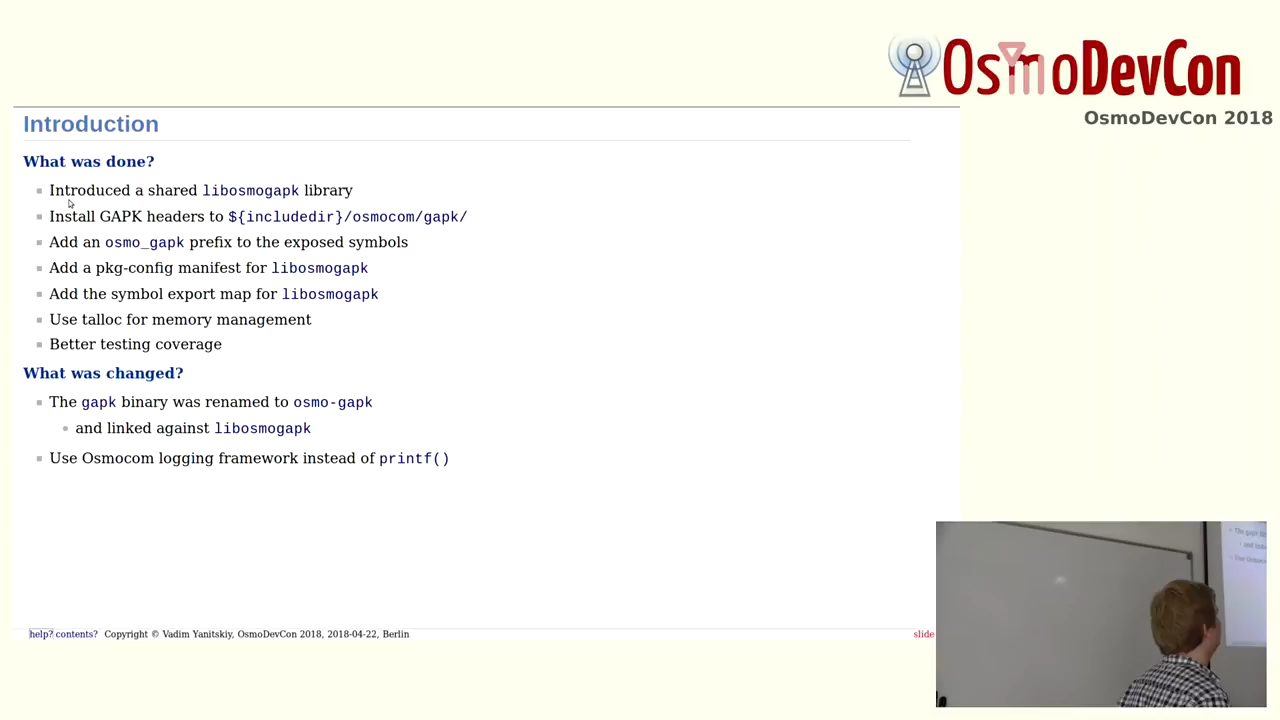 OsmoDevCon
OsmoDevCon 2018
Introduction
What was done?
Introduced a shared libosmogapk library
Install GAPK headers to ${includedir}/osmocom/gapk/
Add an osmo_gapk prefix to the exposed symbols
Add a pkg-config manifest for libosmogapk
Add the symbol export map for libosmogapk
Use talloc for memory management
Better testing coverage
What was changed?
The gapk binary was renamed to osmo-gapk
and linked against libosmogapk
Use Osmocom logging framework instead of printf()
help? contents? Copyright © Vadim Yanitskiy, OsmoDevCon 2018, 2018-04-22, Berlin
slide